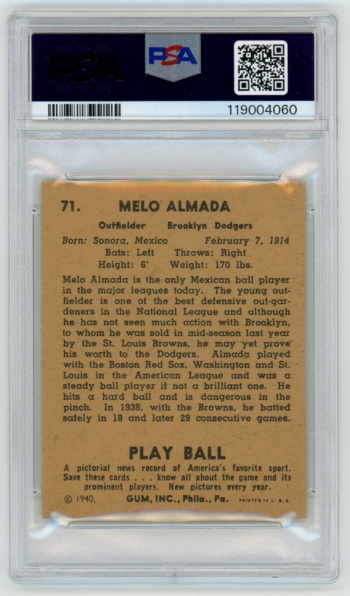 PSA
PSA
119004060
71. MELO ALMADA
Outfielder Brooklyn Dodgers
Born: Sonora, Mexico February 7, 1914
Bats: Left Throws: Right
Height: 6' Weight: 170 lbs.
Melo Almada is the only Mexican ball player
in the major leagues today. The young out-
fielder is one of the best defensive out-gar-
deners in the National League and although
he has not seen much action with Brooklyn,
to whom he was sold in mid-season last year
by the St. Louis Browns, he may yet prove
his worth to the Dodgers. Almada played
with the Boston Red Sox, Washington and St.
Louis in the American League and was a
steady ball player if not a brilliant one. He
hits a hard ball and is dangerous in the
pinch. In 1938, with the Browns, he batted
safely in 18 and later 29 consecutive games.
PLAY BALL
A pictorial news record of America's favorite sport.
Save these cards . . . know all about the game and its
prominent players. New pictures every year.
© 1940, GUM, INC., Phila., Pa. PRINTED IN U. S. A.